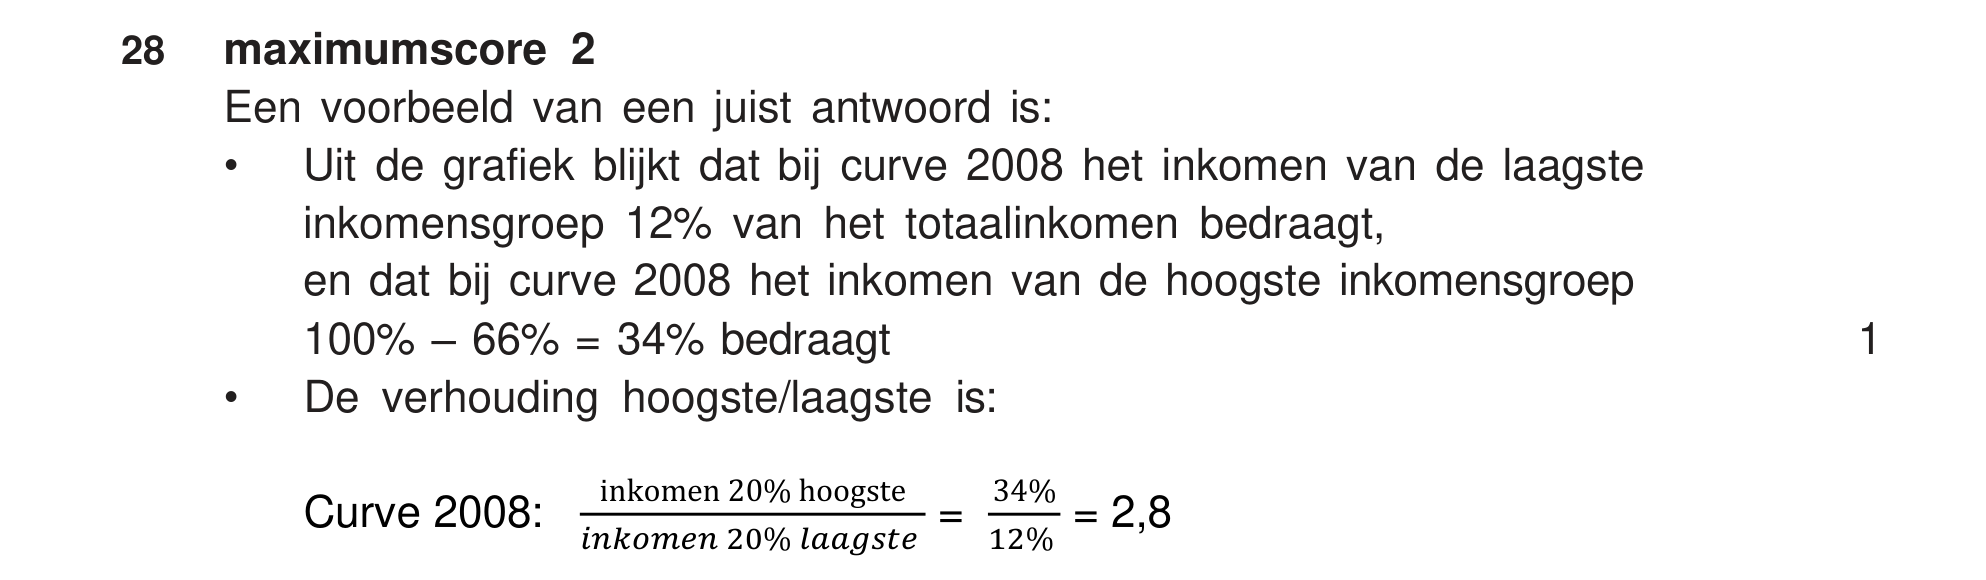 28 maximumscore 2
Een voorbeeld van een juist antwoord is:
• Uit de grafiek blijkt dat bij curve 2008 het inkomen van de laagste
inkomensgroep 12% van het totaalinkomen bedraagt,
en dat bij curve 2008 het inkomen van de hoogste inkomensgroep
100% – 66% = 34% bedraagt 1
• De verhouding hoogste/laagste is:
Curve 2008: inkomen 20% hoogste / inkomen 20% laagste = 34% / 12% = 2,8